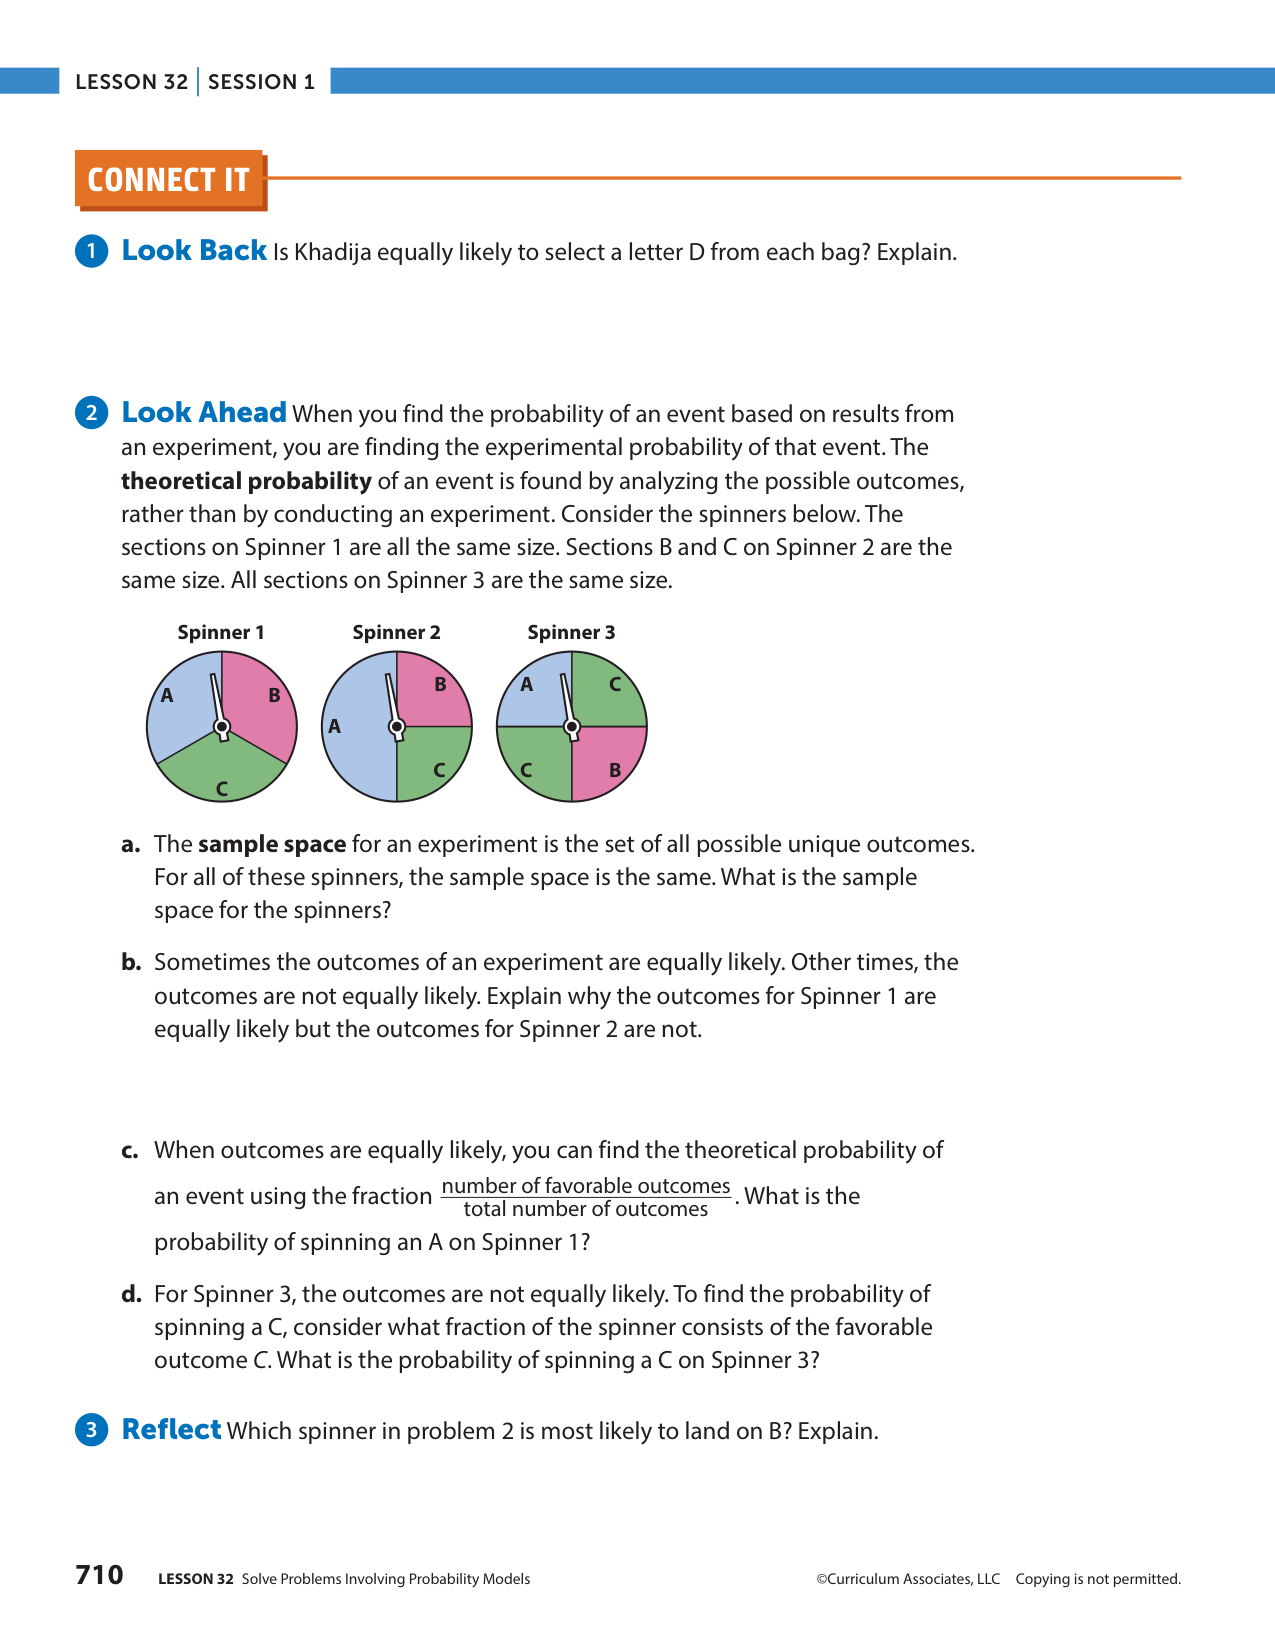 LESSON 32 | SESSION 1
CONNECT IT
1 Look Back Is Khadija equally likely to select a letter D from each bag? Explain.
2 Look Ahead When you find the probability of an event based on results from
an experiment, you are finding the experimental probability of that event. The
theoretical probability of an event is found by analyzing the possible outcomes,
rather than by conducting an experiment. Consider the spinners below. The
sections on Spinner 1 are all the same size. Sections B and C on Spinner 2 are the
same size. All sections on Spinner 3 are the same size.
Spinner 1 Spinner 2 Spinner 3
A B C
A B C
A C C B
a. The sample space for an experiment is the set of all possible unique outcomes.
For all of these spinners, the sample space is the same. What is the sample
space for the spinners?
b. Sometimes the outcomes of an experiment are equally likely. Other times, the
outcomes are not equally likely. Explain why the outcomes for Spinner 1 are
equally likely but the outcomes for Spinner 2 are not.
c. When outcomes are equally likely, you can find the theoretical probability of
an event using the fraction number of favorable outcomes / total number of outcomes. What is the
probability of spinning an A on Spinner 1?
d. For Spinner 3, the outcomes are not equally likely. To find the probability of
spinning a C, consider what fraction of the spinner consists of the favorable
outcome C. What is the probability of spinning a C on Spinner 3?
3 Reflect Which spinner in problem 2 is most likely to land on B? Explain.
710 LESSON 32 Solve Problems Involving Probability Models ©Curriculum Associates, LLC Copying is not permitted.